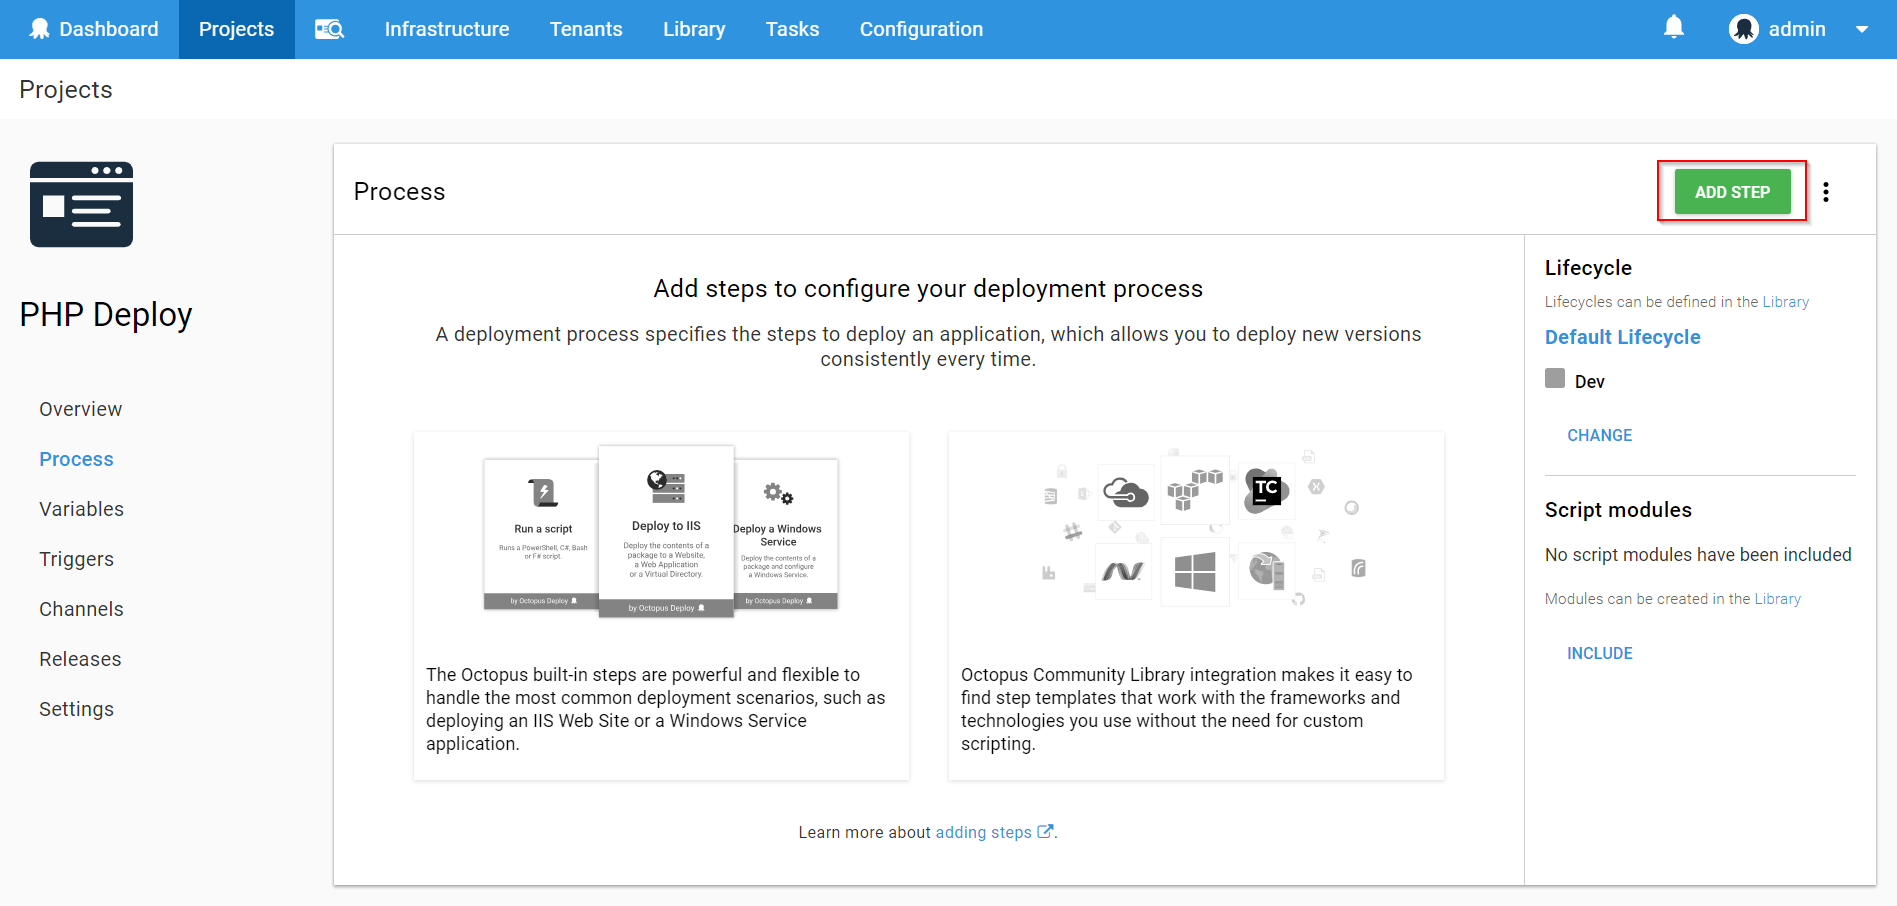 Dashboard
Projects
Infrastructure
Tenants
Library
Tasks
Configuration
admin
Projects
PHP Deploy
Overview
Process
Variables
Triggers
Channels
Releases
Settings
Process
ADD STEP
Add steps to configure your deployment process
A deployment process specifies the steps to deploy an application, which allows you to deploy new versions
consistently every time.
Run a script
Runs a PowerShell, C#, Bash
or F# script.
by Octopus Deploy
Deploy to IIS
Deploy the contents of a
package to a Website,
a Web Application
or a Virtual Directory.
by Octopus Deploy
Deploy a Windows
Service
Deploy the contents of a
package and configure
a Windows Service.
by Octopus Deploy
TC
The Octopus built-in steps are powerful and flexible to
handle the most common deployment scenarios, such as
deploying an IIS Web Site or a Windows Service
application.
Octopus Community Library integration makes it easy to
find step templates that work with the frameworks and
technologies you use without the need for custom
scripting.
Learn more about adding steps.
Lifecycle
Lifecycles can be defined in the Library
Default Lifecycle
Dev
CHANGE
Script modules
No script modules have been included
Modules can be created in the Library
INCLUDE